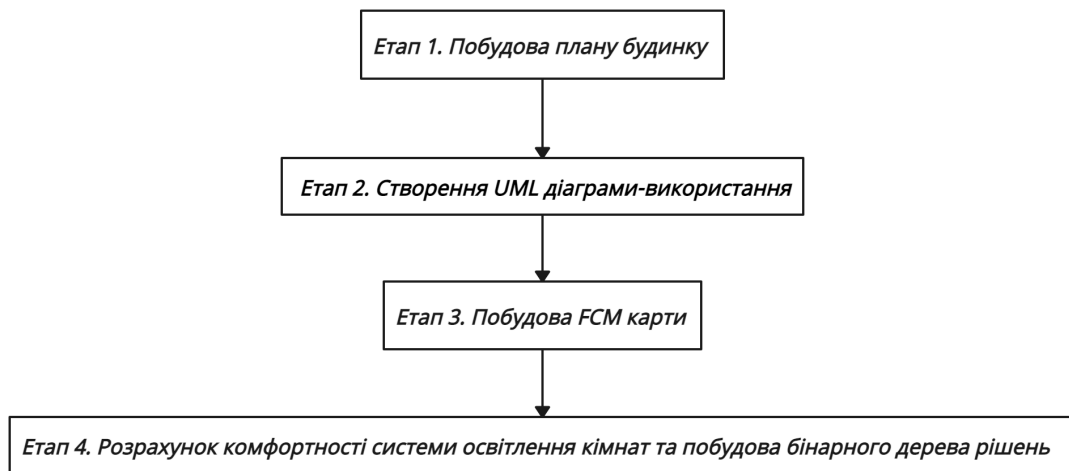 Етап 1. Побудова плану будинку
Етап 2. Створення UML діаграми-використання
Етап 3. Побудова FCM карти
Етап 4. Розрахунок комфортності системи освітлення кімнат та побудова бінарного дерева рішень